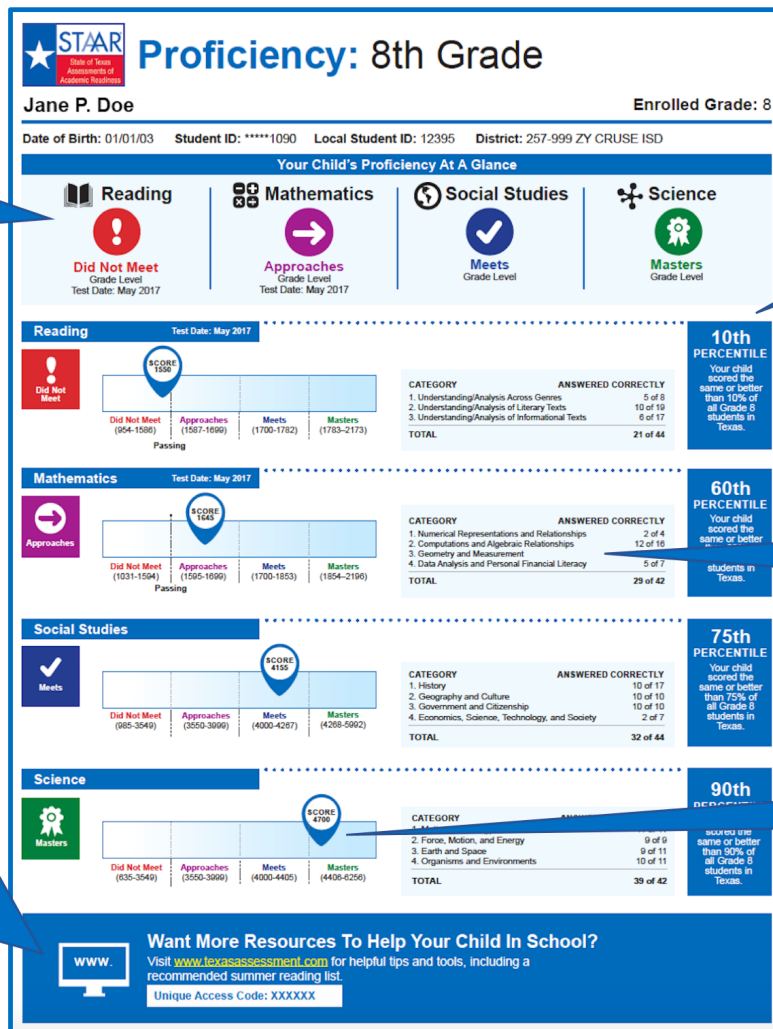 STAAR
State of Texas
Assessments of
Academic Readiness
Proficiency: 8th Grade
Jane P. Doe
Enrolled Grade: 8
Date of Birth: 01/01/03 Student ID: *****1090 Local Student ID: 12395 District: 257-999 ZY CRUSE ISD
Your Child's Proficiency At A Glance
Reading
Did Not Meet
Grade Level
Test Date: May 2017
Mathematics
Approaches
Grade Level
Test Date: May 2017
Social Studies
Meets
Grade Level
Science
Masters
Grade Level
Reading Test Date: May 2017
Did Not
Meet
SCORE
1550
Did Not Meet Approaches Meets Masters
(954-1586) (1587-1699) (1700-1782) (1783–2173)
Passing
CATEGORY ANSWERED CORRECTLY
1. Understanding/Analysis Across Genres 5 of 8
2. Understanding/Analysis of Literary Texts 10 of 19
3. Understanding/Analysis of Informational Texts 6 of 17
TOTAL 21 of 44
10th
PERCENTILE
Your child
scored the
same or better
than 10% of
all Grade 8
students in
Texas.
Mathematics Test Date: May 2017
Approaches
SCORE
1645
Did Not Meet Approaches Meets Masters
(1031-1594) (1595-1699) (1700-1853) (1854–2196)
Passing
CATEGORY ANSWERED CORRECTLY
1. Numerical Representations and Relationships 2 of 4
2. Computations and Algebraic Relationships 12 of 16
3. Geometry and Measurement
4. Data Analysis and Personal Financial Literacy 5 of 7
TOTAL 29 of 42
60th
PERCENTILE
Your child
scored the
same or better
students in
Texas.
Social Studies
Meets
SCORE
4155
Did Not Meet Approaches Meets Masters
(985-3549) (3550-3999) (4000-4267) (4268-5992)
CATEGORY ANSWERED CORRECTLY
1. History 10 of 17
2. Geography and Culture 10 of 10
3. Government and Citizenship 10 of 10
4. Economics, Science, Technology, and Society 2 of 7
TOTAL 32 of 44
75th
PERCENTILE
Your child
scored the
same or better
than 75% of
all Grade 8
students in
Texas.
Science
Masters
SCORE
4700
Did Not Meet Approaches Meets Masters
(635-3549) (3550-3999) (4000-4405) (4406-6256)
CATEGORY
2. Force, Motion, and Energy 9 of 9
3. Earth and Space 9 of 11
4. Organisms and Environments 10 of 11
TOTAL 39 of 42
90th
PERCENTILE
scored the
same or better
than 90% of
all Grade 8
students in
Texas.
www.
Want More Resources To Help Your Child In School?
Visit www.texasassessment.com for helpful tips and tools, including a
recommended summer reading list.
Unique Access Code: XXXXXX